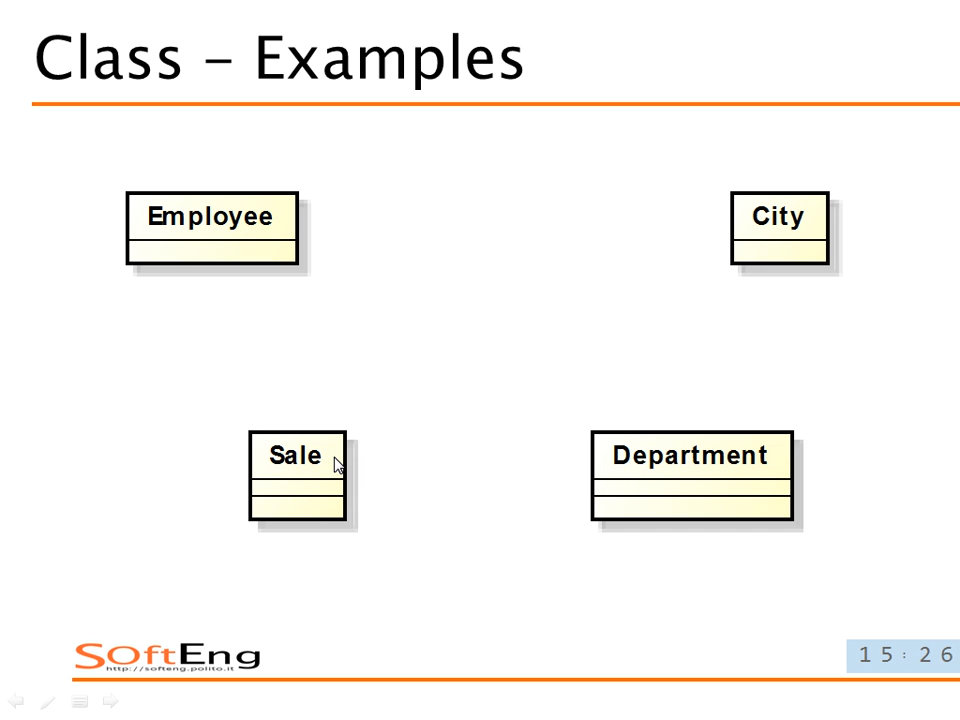 Class – Examples
Employee
City
Sale
Department
SOftEng
http://softeng.polito.it
15:26